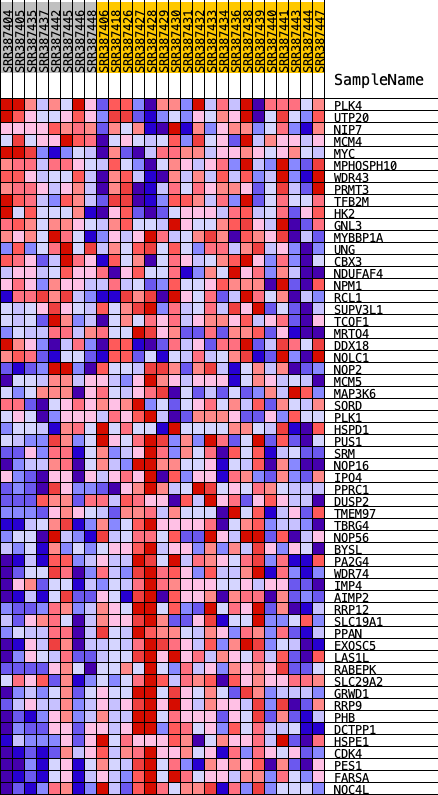 SRR387404
SRR387405
SRR387435
SRR387437
SRR387442
SRR387445
SRR387446
SRR387448
SRR387406
SRR387418
SRR387426
SRR387427
SRR387428
SRR387429
SRR387430
SRR387431
SRR387432
SRR387433
SRR387434
SRR387436
SRR387438
SRR387439
SRR387440
SRR387441
SRR387443
SRR387444
SRR387447
SampleName
PLK4
UTP20
NIP7
MCM4
MYC
MPHOSPH10
WDR43
PRMT3
TFB2M
HK2
GNL3
MYBBP1A
UNG
CBX3
NDUFAF4
NPM1
RCL1
SUPV3L1
TCOF1
MRTO4
DDX18
NOLC1
NOP2
MCM5
MAP3K6
SORD
PLK1
HSPD1
PUS1
SRM
NOP16
IPO4
PPRC1
DUSP2
TMEM97
TBRG4
NOP56
BYSL
PA2G4
WDR74
IMP4
AIMP2
RRP12
SLC19A1
PPAN
EXOSC5
LAS1L
RABEPK
SLC29A2
GRWD1
RRP9
PHB
DCTPP1
HSPE1
CDK4
PES1
FARSA
NOC4L